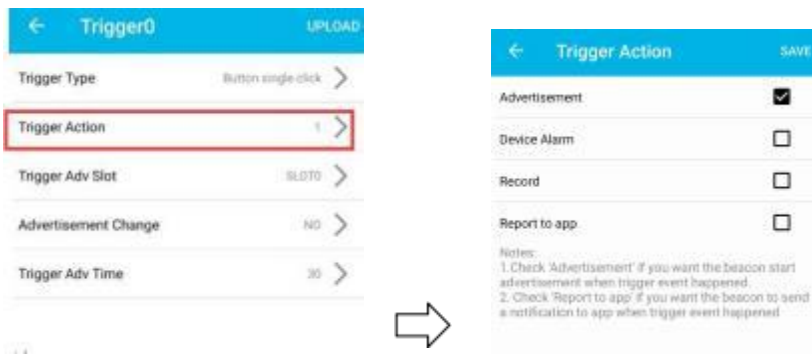 Trigger0 UPLOAD
Trigger Type Button single click
Trigger Action 1
Trigger Adv Slot SLOT0
Advertisement Change NO
Trigger Adv Time 30
Trigger Action SAVE
Advertisement
Device Alarm
Record
Report to app
Notes:
1. Check 'Advertisement' if you want the beacon start
advertisement when trigger event happened.
2. Check 'Report to app' if you want the beacon to send
a notification to app when trigger event happened